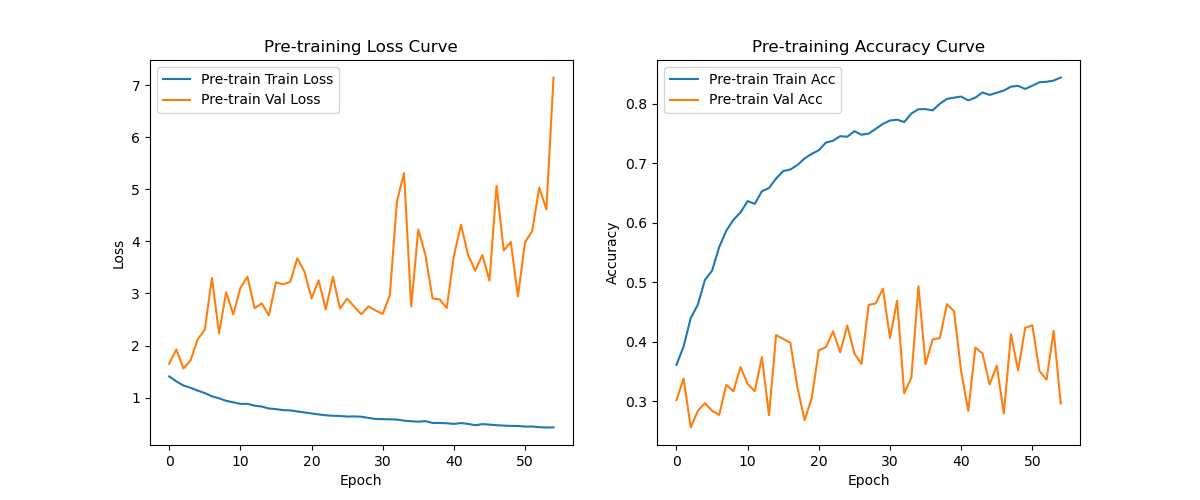 Pre-training Loss Curve
Pre-train Train Loss
Pre-train Val Loss
7
6
5
4
3
2
1
Loss
0 10 20 30 40 50
Epoch
Pre-training Accuracy Curve
Pre-train Train Acc
Pre-train Val Acc
0.8
0.7
0.6
0.5
0.4
0.3
Accuracy
0 10 20 30 40 50
Epoch